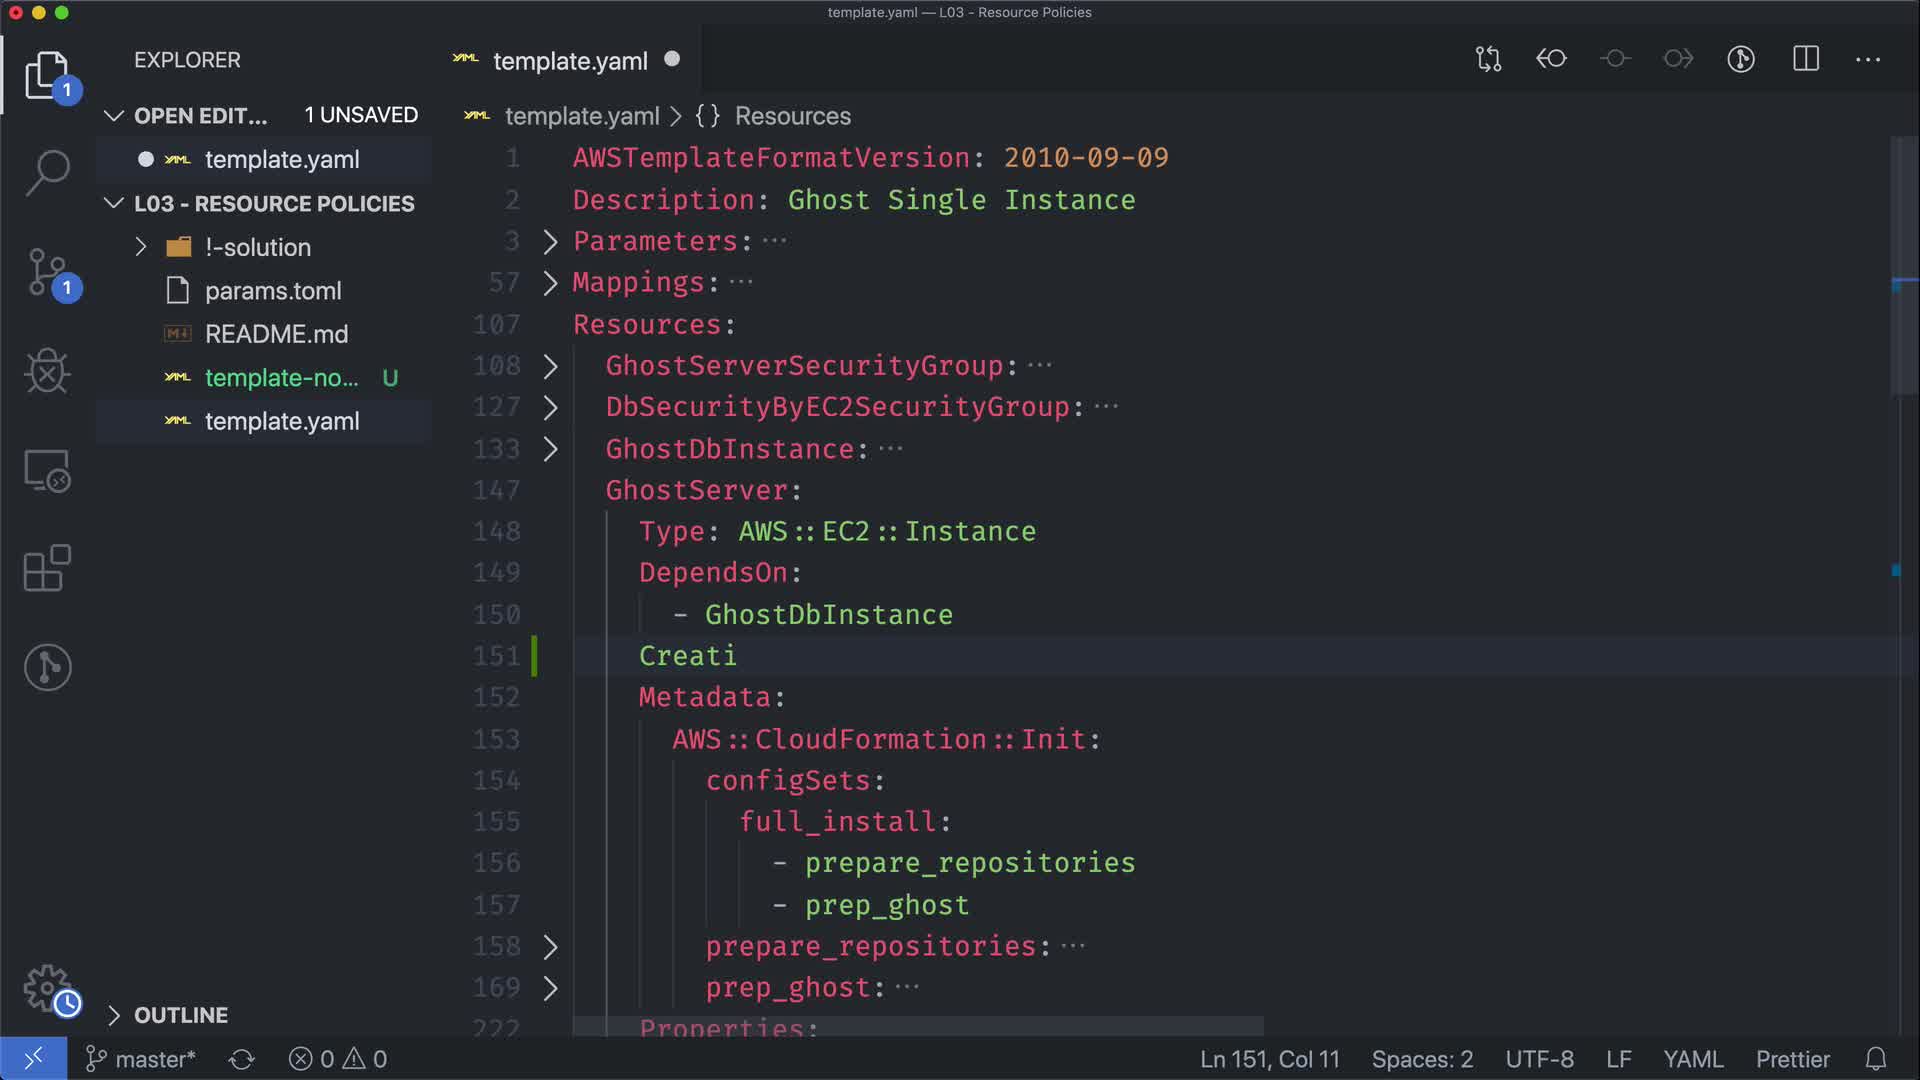 template.yaml — L03 - Resource Policies
EXPLORER
template.yaml
1
OPEN EDIT... 1 UNSAVED
template.yaml > {} Resources
template.yaml
L03 - RESOURCE POLICIES
!-solution
params.toml
README.md
template-no... U
template.yaml
1
1 AWSTemplateFormatVersion: 2010-09-09
2 Description: Ghost Single Instance
3 Parameters: ...
57 Mappings: ...
107 Resources:
108 GhostServerSecurityGroup: ...
127 DbSecurityByEC2SecurityGroup: ...
133 GhostDbInstance: ...
147 GhostServer:
148 Type: AWS::EC2::Instance
149 DependsOn:
150 - GhostDbInstance
151 Creati
152 Metadata:
153 AWS::CloudFormation::Init:
154 configSets:
155 full_install:
156 - prepare_repositories
157 - prep_ghost
158 prepare_repositories: ...
169 prep_ghost: ...
222 Properties:
OUTLINE
master* 0 0 Ln 151, Col 11 Spaces: 2 UTF-8 LF YAML Prettier